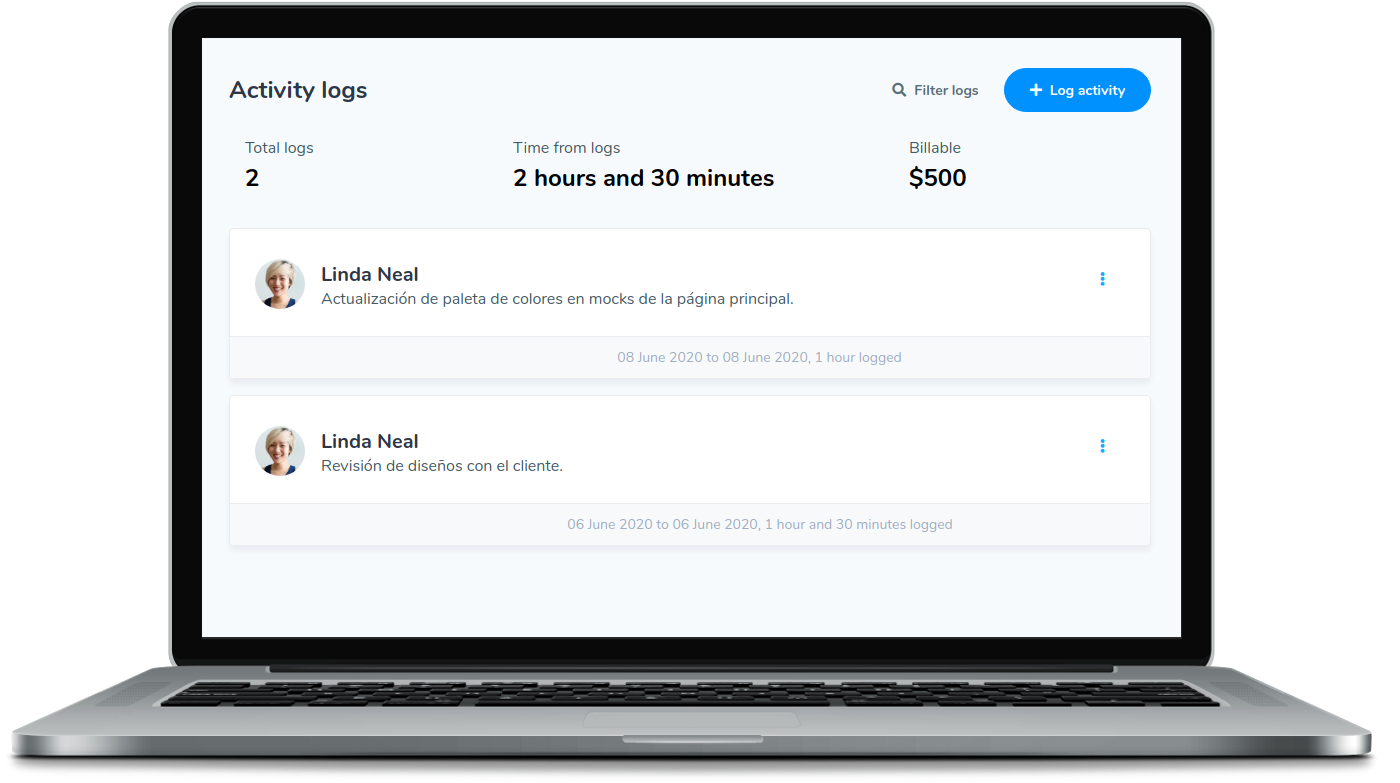 Activity logs
Filter logs
Log activity
Total logs
Time from logs
Billable
2
2 hours and 30 minutes
$500
Linda Neal
Actualización de paleta de colores en mocks de la página principal.
08 June 2020 to 08 June 2020, 1 hour logged
Linda Neal
Revisión de diseños con el cliente.
06 June 2020 to 06 June 2020, 1 hour and 30 minutes logged